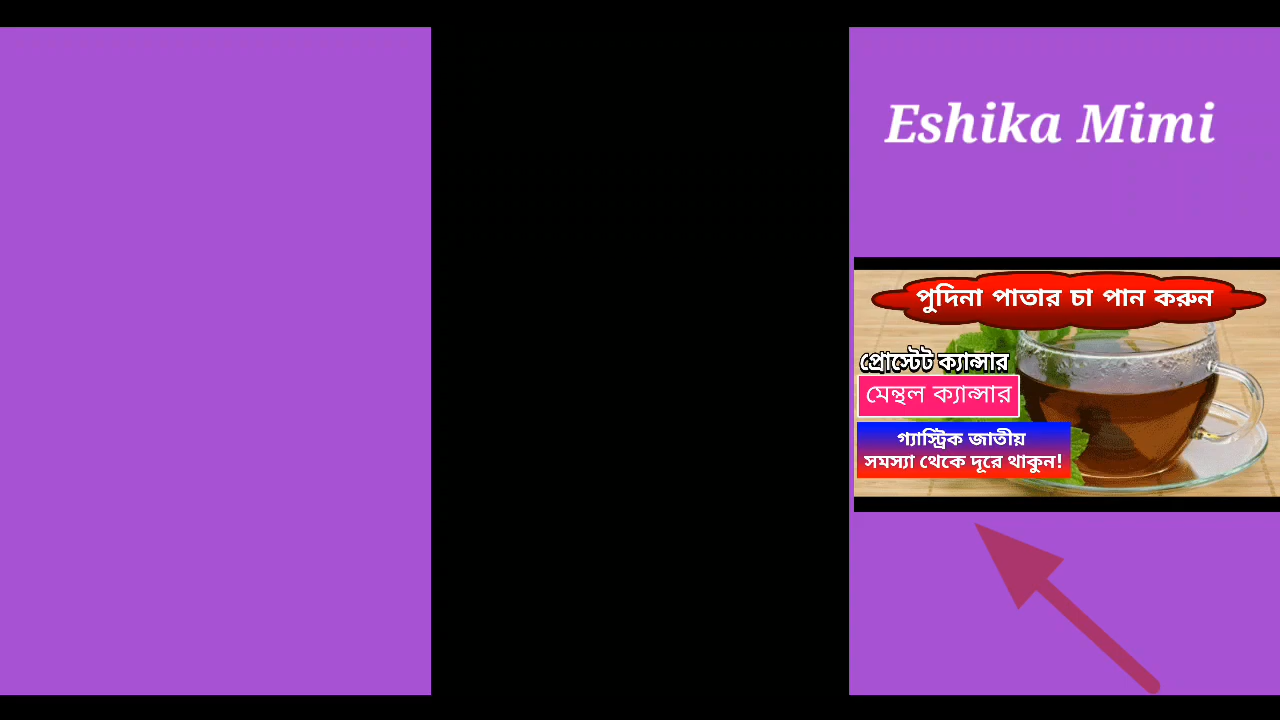 Eshika Mimi
পুদিনা পাতার চা পান করুন
প্রোস্টেট ক্যান্সার
মেন্থল ক্যান্সার
গ্যাস্ট্রিক জাতীয়
সমস্যা থেকে দূরে থাকুন!